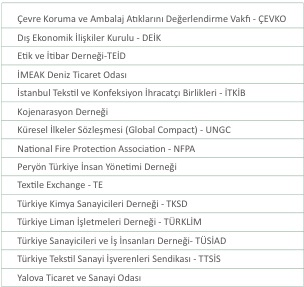 Çevre Koruma ve Ambalaj Atıklarını Değerlendirme Vakfı - ÇEVKO
Dış Ekonomik İlişkiler Kurulu - DEİK
Etik ve İtibar Derneği-TEİD
İMEAK Deniz Ticaret Odası
İstanbul Tekstil ve Konfeksiyon İhracatçı Birlikleri - İTKİB
Kojenarasyon Derneği
Küresel İlkeler Sözleşmesi (Global Compact) - UNGC
National Fire Protection Association - NFPA
Peryön Türkiye İnsan Yönetimi Derneği
Textile Exchange - TE
Türkiye Kimya Sanayicileri Derneği - TKSD
Türkiye Liman İşletmeleri Derneği - TÜRKLİM
Türkiye Sanayicileri ve İş İnsanları Derneği- TÜSİAD
Türkiye Tekstil Sanayi İşverenleri Sendikası - TTSİS
Yalova Ticaret ve Sanayi Odası